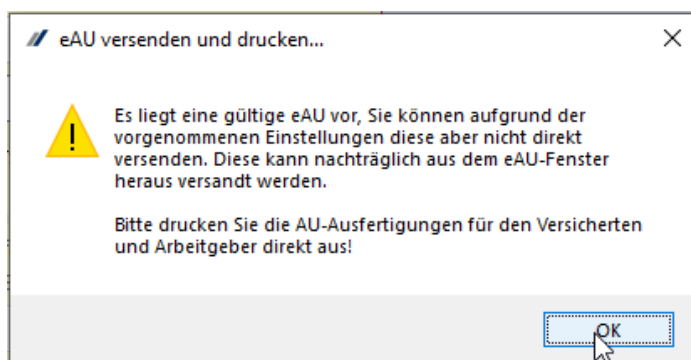 eAU versenden und drucken...
Es liegt eine gültige eAU vor, Sie können aufgrund der
vorgenommenen Einstellungen diese aber nicht direkt
versenden. Diese kann nachträglich aus dem eAU-Fenster
heraus versandt werden.
Bitte drucken Sie die AU-Ausfertigungen für den Versicherten
und Arbeitgeber direkt aus!
OK